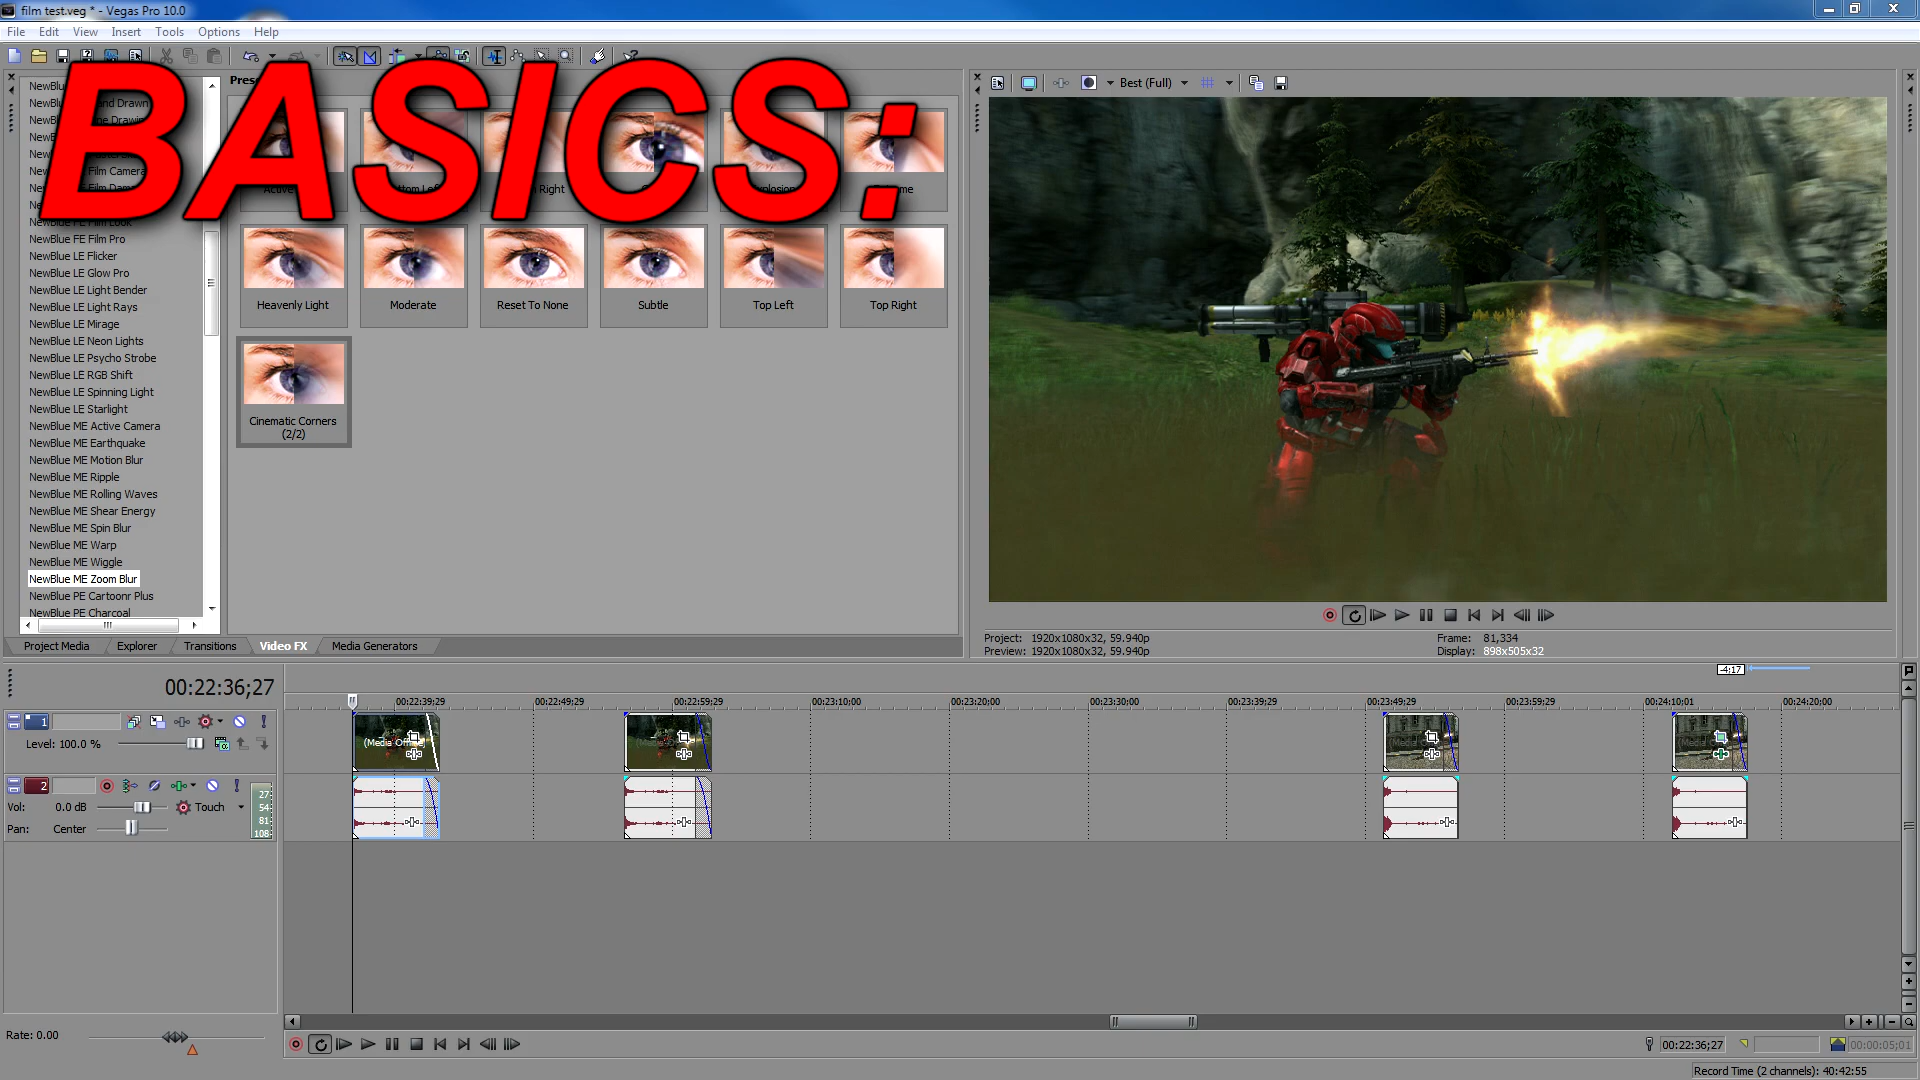 film test.veg * - Vegas Pro 10.0
File Edit View Insert Tools Options Help
BASICS:
Best (Full)
NewBlue FE Film Pro
NewBlue LE Flicker
NewBlue LE Glow Pro
NewBlue LE Light Bender
NewBlue LE Light Rays
NewBlue LE Mirage
NewBlue LE Neon Lights
NewBlue LE Psycho Strobe
NewBlue LE RGB Shift
NewBlue LE Spinning Light
NewBlue LE Starlight
NewBlue ME Active Camera
NewBlue ME Earthquake
NewBlue ME Motion Blur
NewBlue ME Ripple
NewBlue ME Rolling Waves
NewBlue ME Shear Energy
NewBlue ME Spin Blur
NewBlue ME Warp
NewBlue ME Wiggle
NewBlue ME Zoom Blur
NewBlue PE Cartoonr Plus
NewBlue PE Charcoal
Heavenly Light Moderate Reset To None Subtle Top Left Top Right
Cinematic Corners
(2/2)
Project Media Explorer Transitions Video FX Media Generators
Project: 1920x1080x32, 59.940p Frame: 81,334
Preview: 1920x1080x32, 59.940p Display: 898x505x32
-4:17
00:22:36;27
00:22:39;29 00:22:49;29 00:22:59;29 00:23:10;00 00:23:20;00 00:23:30;00 00:23:39;29 00:23:49;29 00:23:59;29 00:24:10;01 00:24:20;00
1
Level: 100.0 %
(Media Offline)
2
Vol: 0.0 dB Touch
Pan: Center
27
54
81
108
Rate: 0.00
00:22:36;27 00:00:05;01
Record Time (2 channels): 40:42:55